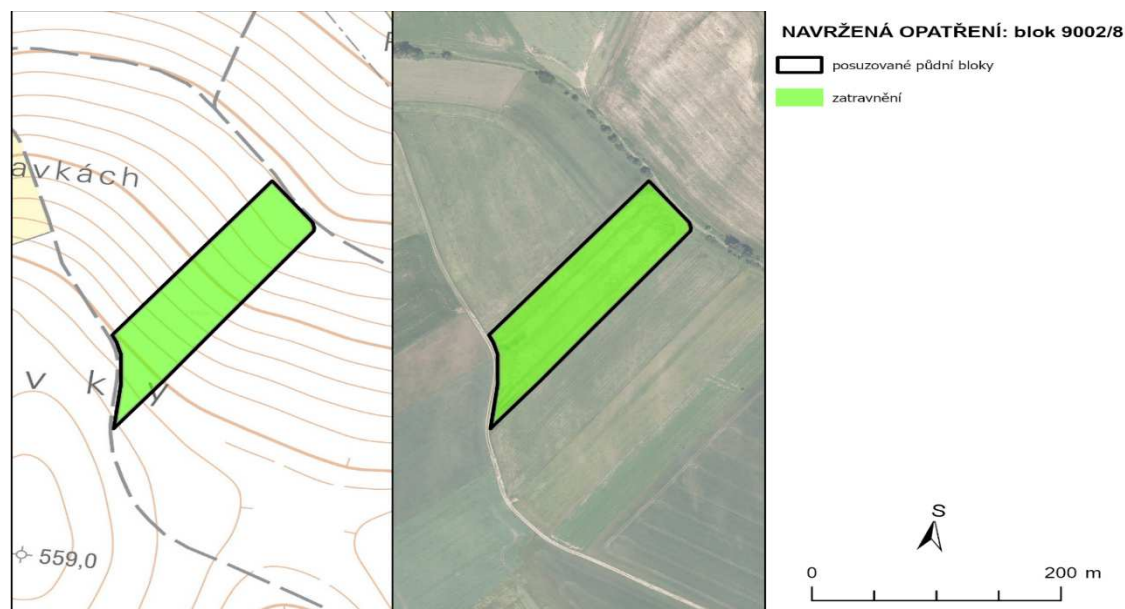 NAVRŽENÁ OPATŘENÍ: blok 9002/8
posuzované půdní bloky
zatravnění
avkách
v k y
559,0
S
0 200 m